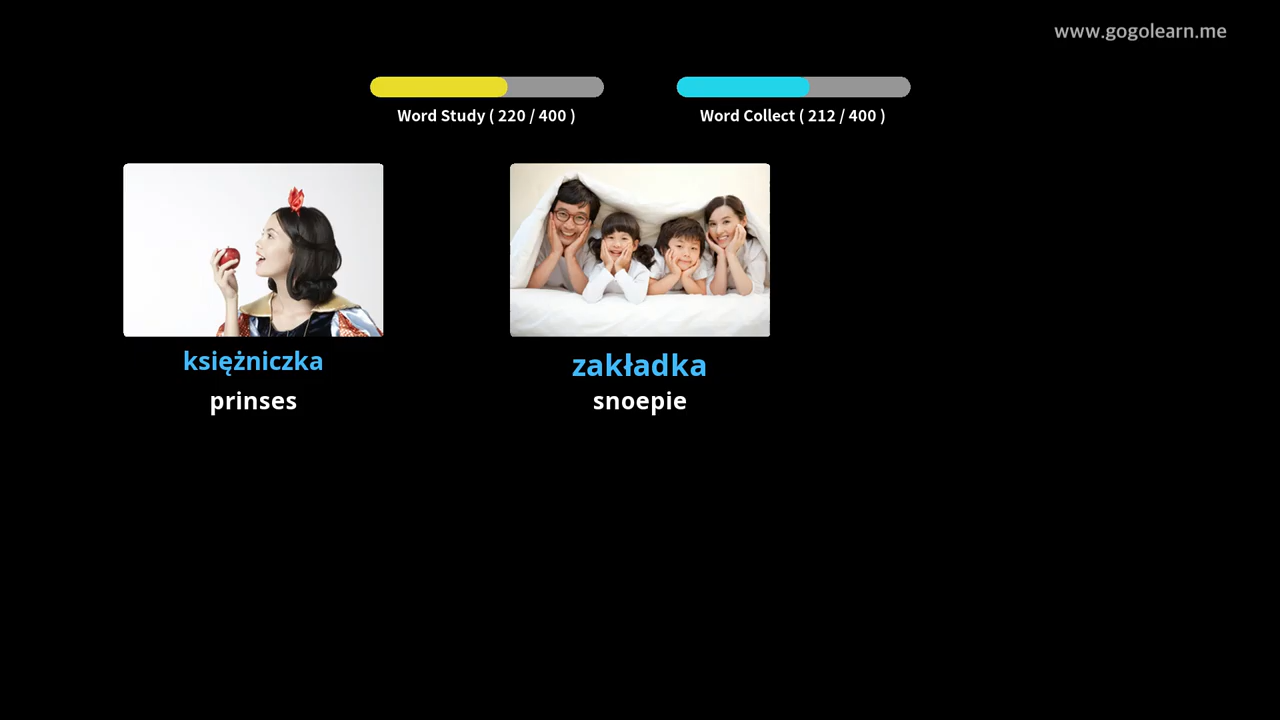 www.gogolearn.me
Word Study ( 220 / 400 )
Word Collect ( 212 / 400 )
księżniczka
prinses
zakładka
snoepie